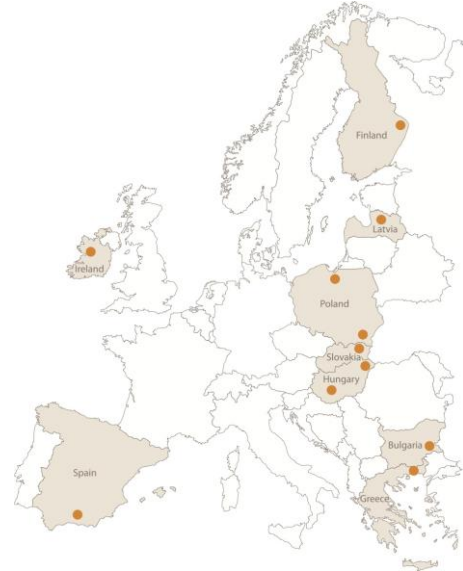 Finland
Latvia
Ireland
Poland
Slovakia
Hungary
Bulgaria
Spain
Greece